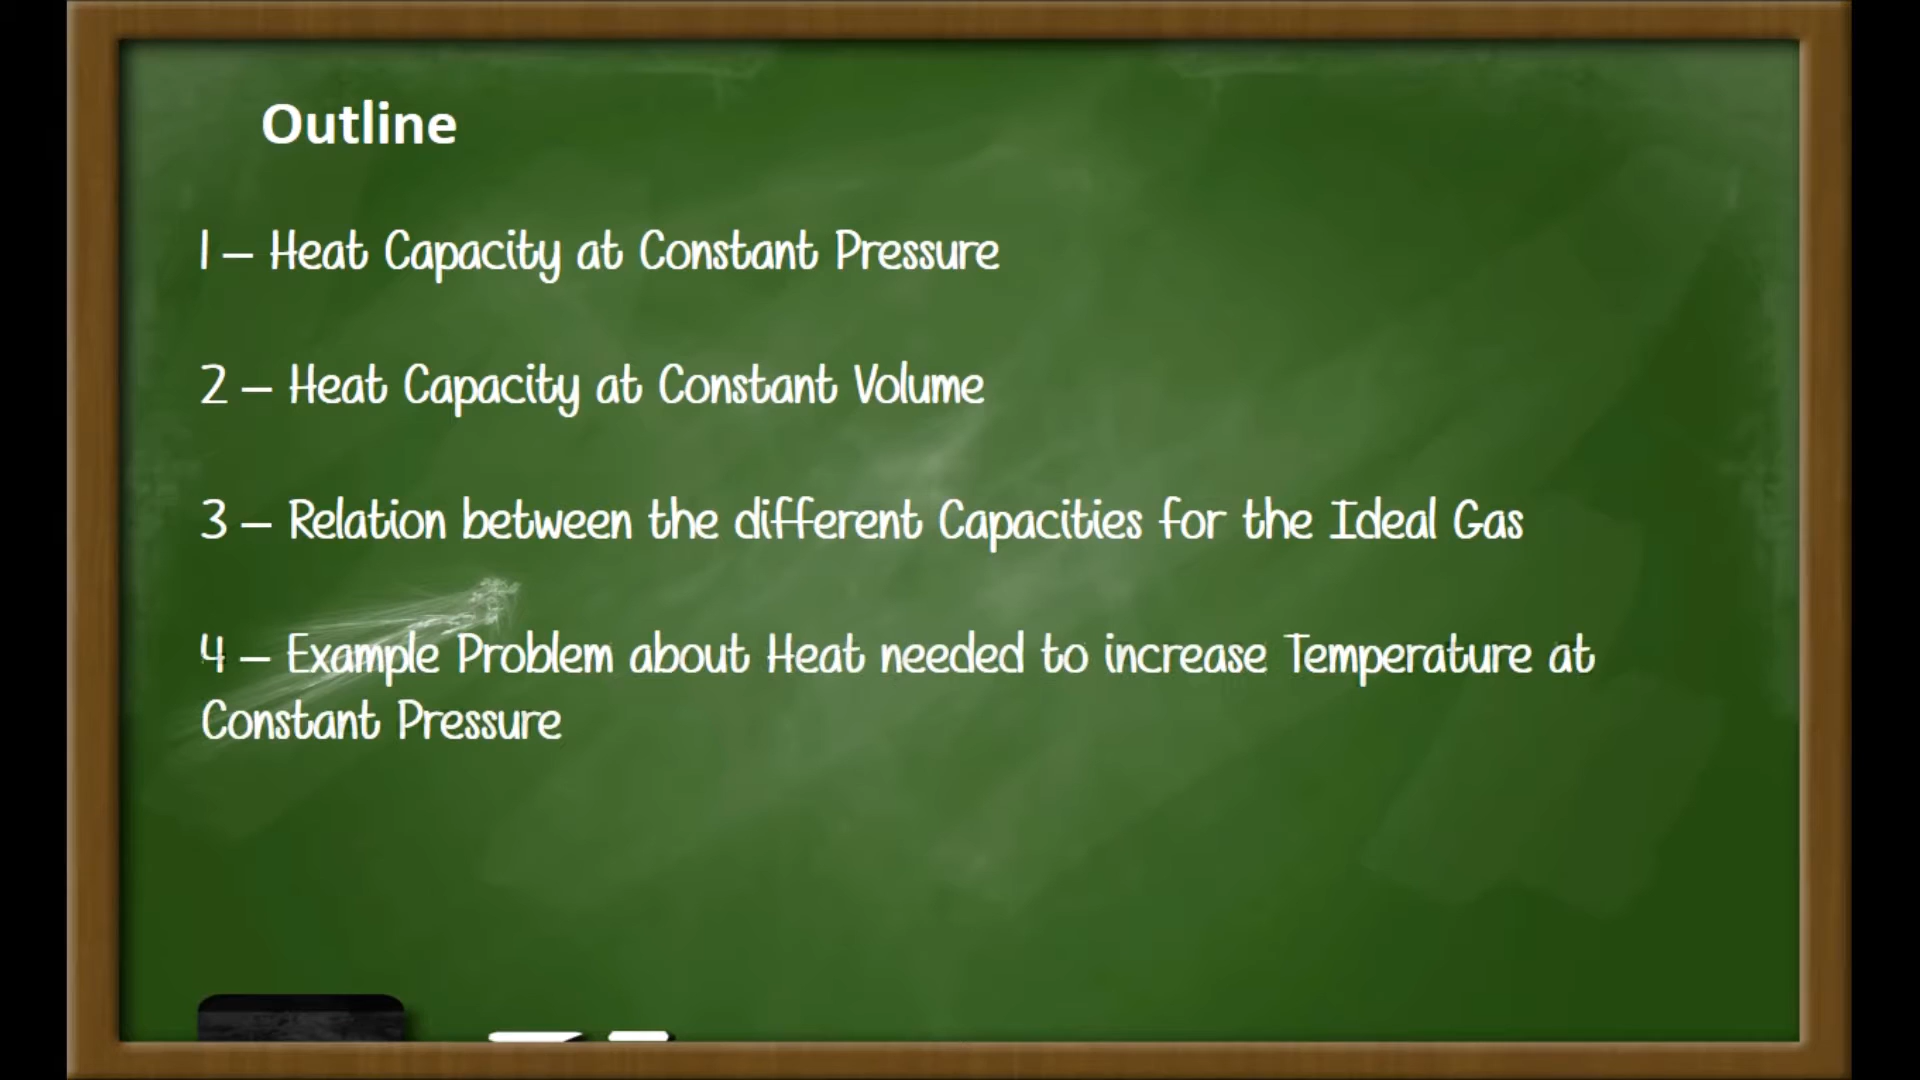 Outline
1 – Heat Capacity at Constant Pressure
2 – Heat Capacity at Constant Volume
3 – Relation between the different Capacities for the Ideal Gas
4 – Example Problem about Heat needed to increase Temperature at
Constant Pressure